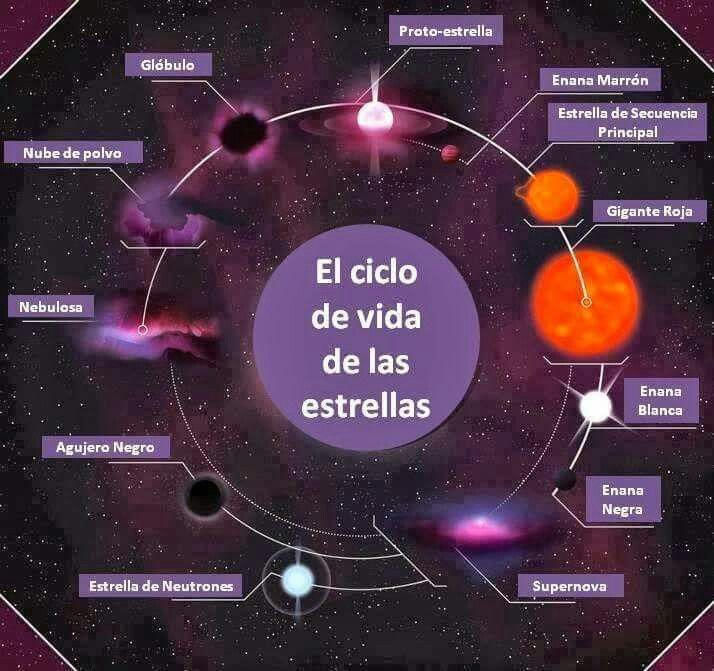 Proto-estrella
Glóbulo
Enana Marrón
Estrella de Secuencia
Principal
Nube de polvo
Gigante Roja
El ciclo
de vida
de las
estrellas
Nebulosa
Enana
Blanca
Agujero Negro
Enana
Negra
Estrella de Neutrones
Supernova